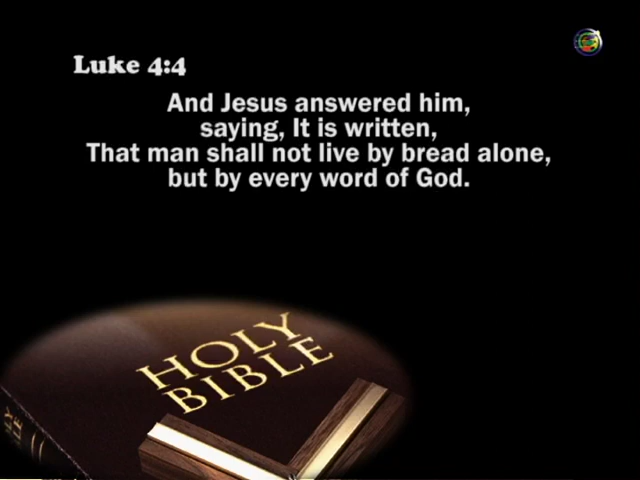 Luke 4:4
And Jesus answered him,
saying, It is written,
That man shall not live by bread alone,
but by every word of God.
HOLY
BIBLE